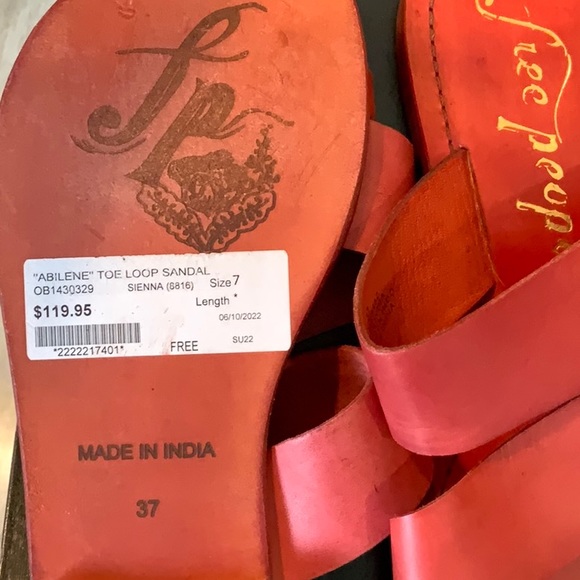 fp
free peop
"ABILENE" TOE LOOP SANDAL
OB1430329 SIENNA (6816) Size 7
Length *
$119.95 06/10/2022
*2222217401* FREE SU22
MADE IN INDIA
37